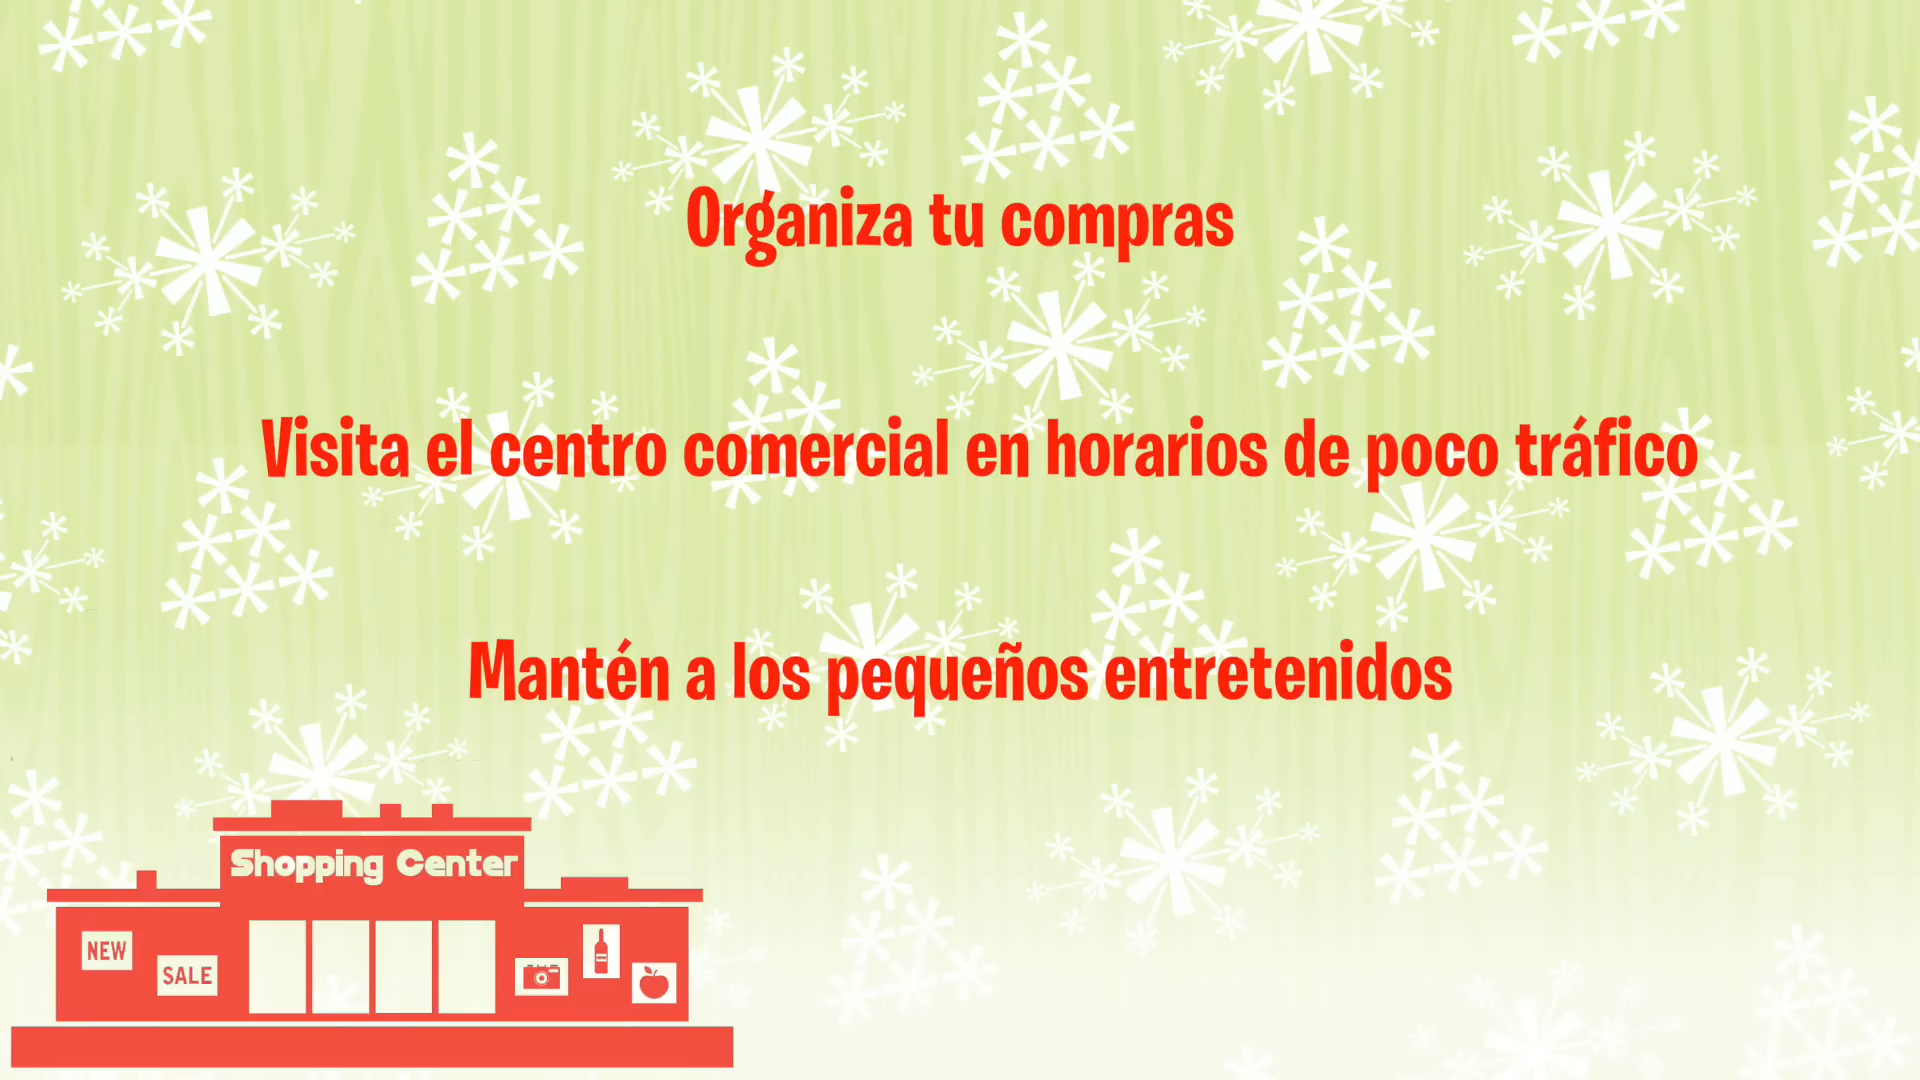 Organiza tu compras
Visita el centro comercial en horarios de poco tráfico
Mantén a los pequeños entretenidos
Shopping Center
NEW
SALE